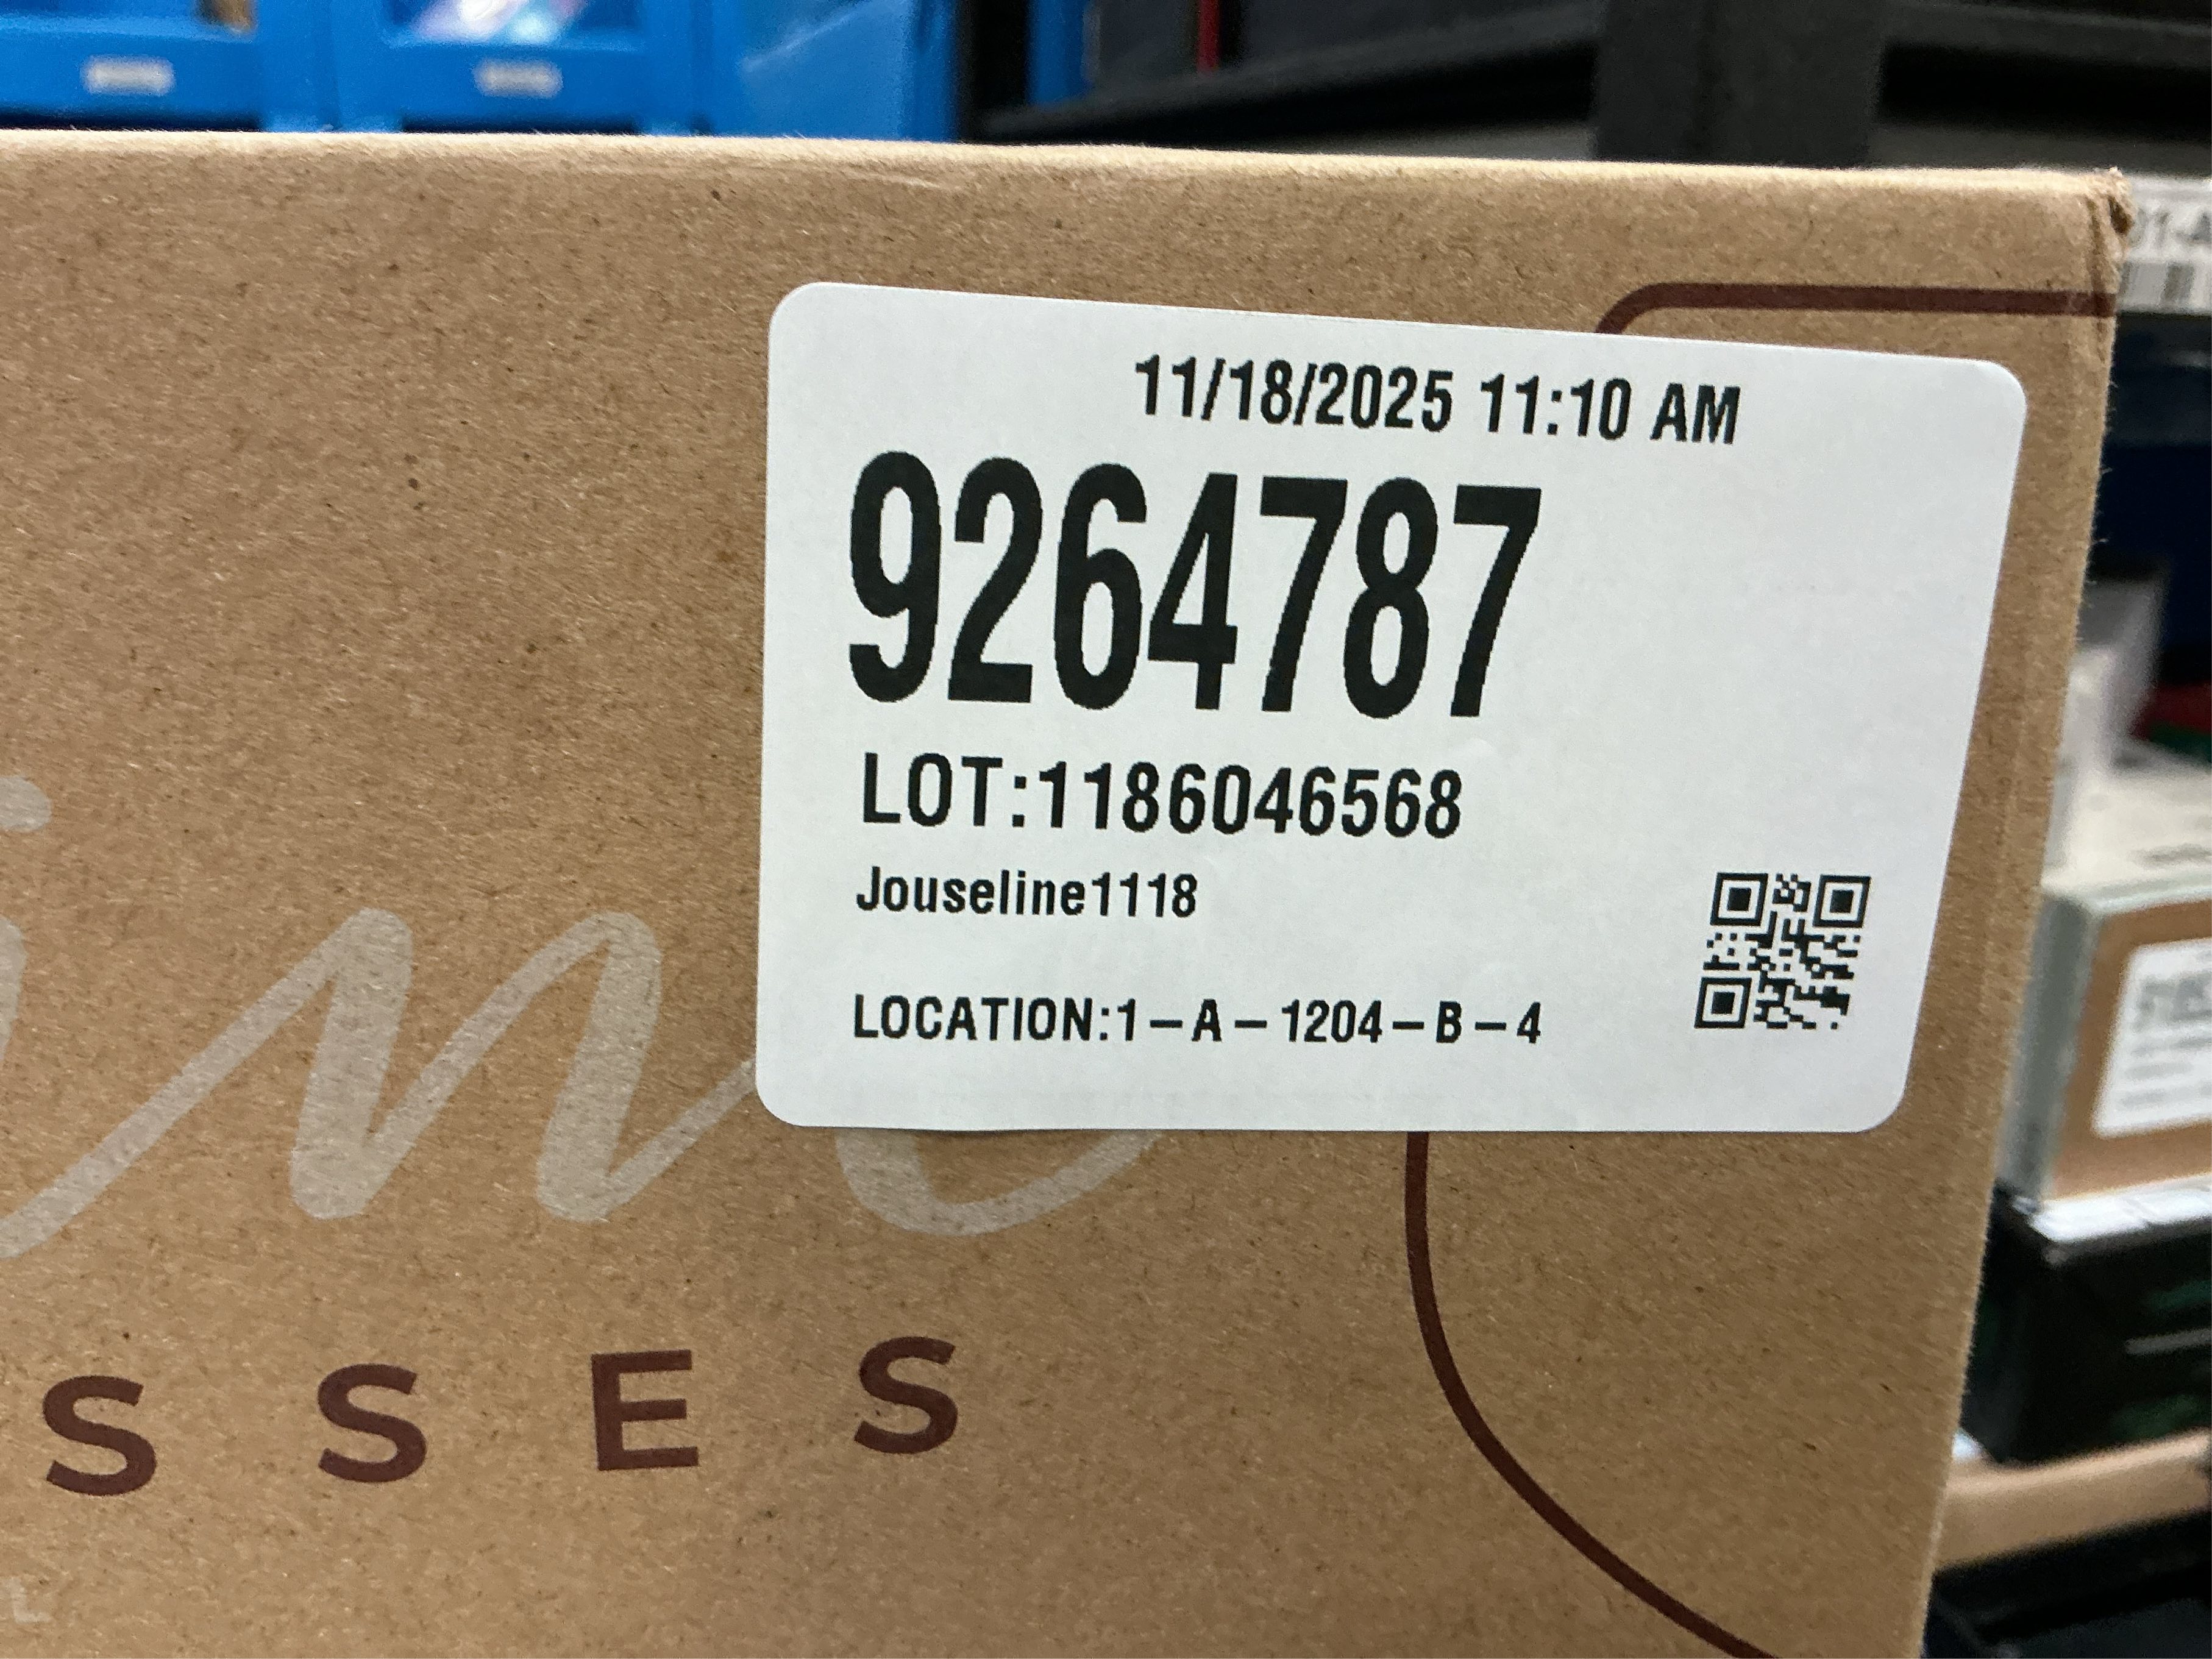 11/18/2025 11:10 AM
9264787
LOT:1186046568
Jouseline1118
LOCATION:1-A-1204-B-4
SSES